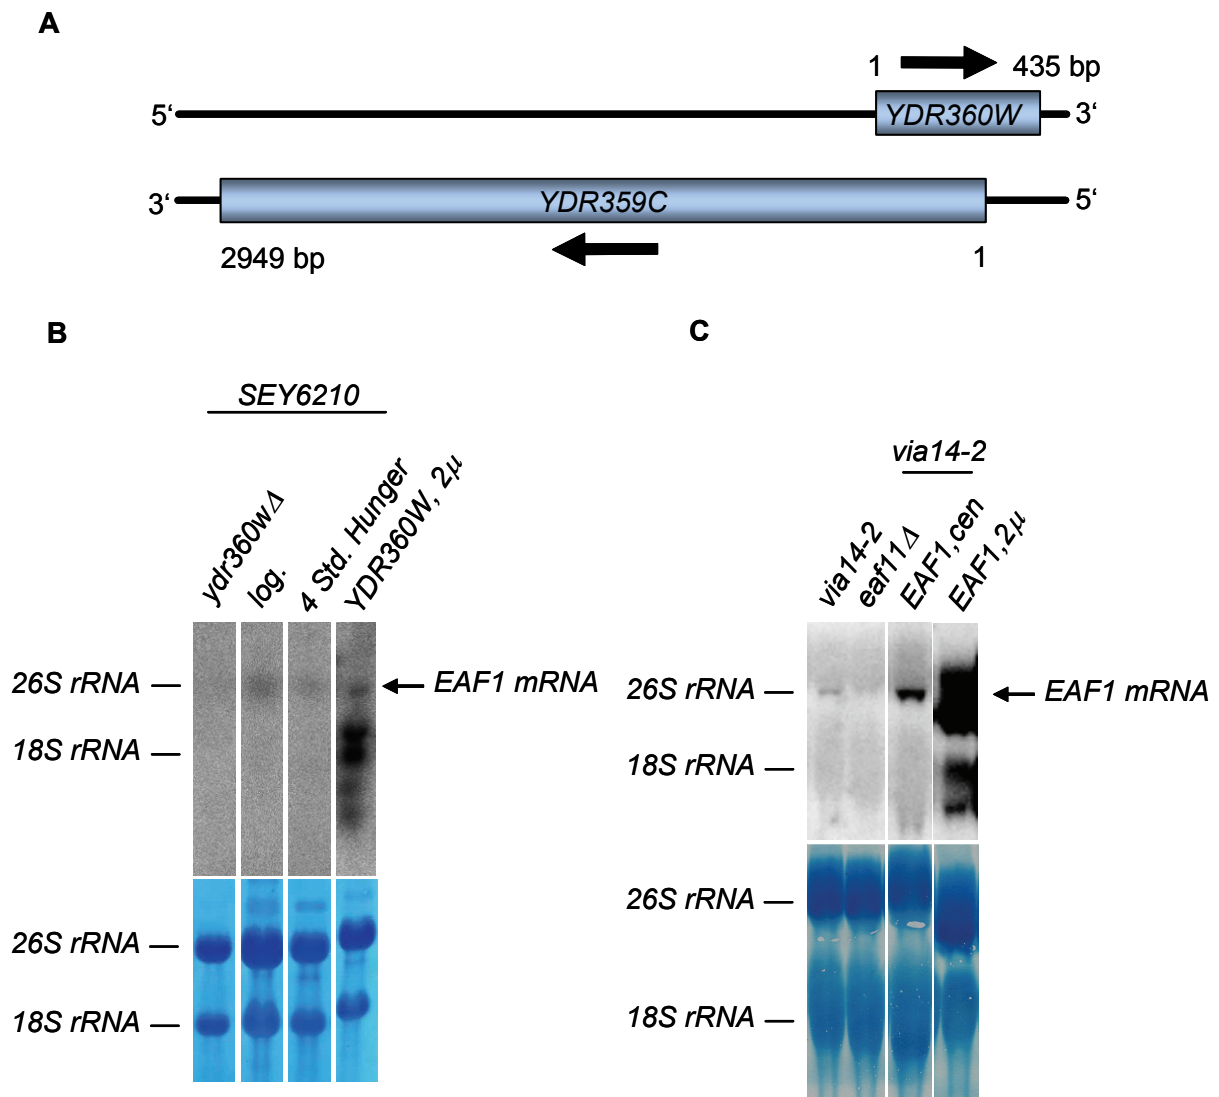 A
1
435 bp
5‘
YDR360W
3‘
3‘
YDR359C
5‘
2949 bp
1
B
SEY6210
ydr360wΔ
log.
4 Std. Hunger
YDR360W, 2µ
26S rRNA
EAF1 mRNA
18S rRNA
26S rRNA
18S rRNA
C
via14-2
via14-2
eaf11Δ
EAF1,cen
EAF1,2µ
26S rRNA
EAF1 mRNA
18S rRNA
26S rRNA
18S rRNA